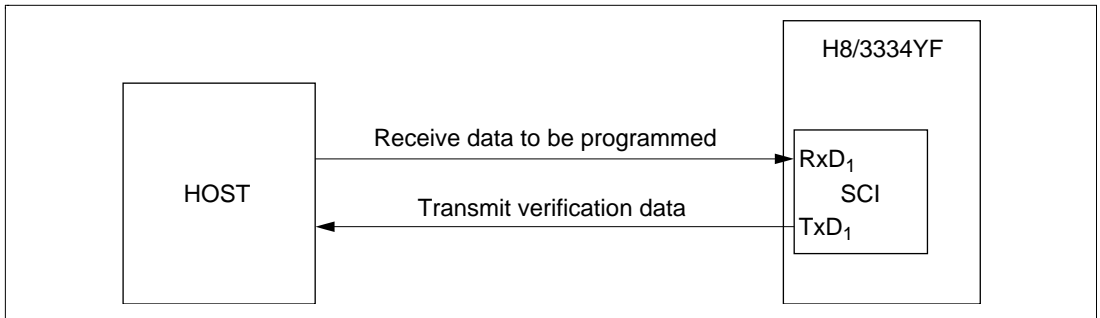 H8/3334YF
Receive data to be programmed
RxD₁
HOST
SCI
Transmit verification data
TxD₁